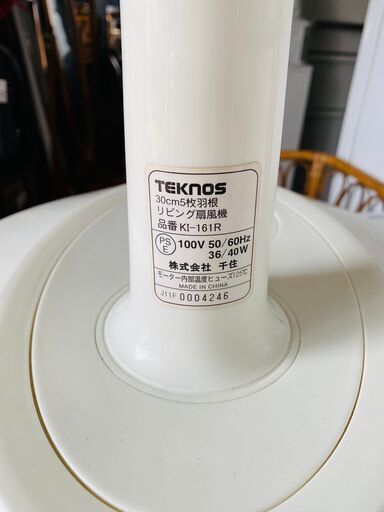 TEKNOS
30cm5枚羽根
リビング扇風機
品番 KI-161R
PS
E
100V 50/60Hz
36/40W
株式会社 千住
モーター内部温度ヒューズ125℃
MADE IN CHINA
J11F 0004246